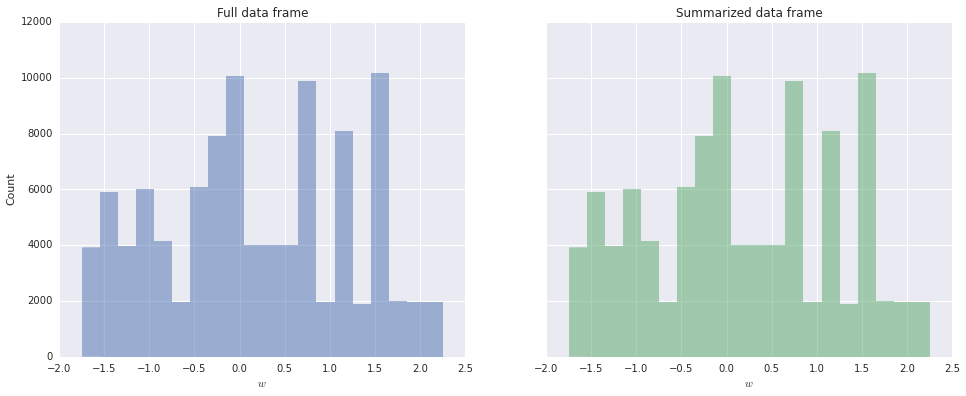 Full data frame
Summarized data frame
12000
10000
8000
6000
4000
2000
0
Count
−2.0 −1.5 −1.0 −0.5 0.0 0.5 1.0 1.5 2.0 2.5
−2.0 −1.5 −1.0 −0.5 0.0 0.5 1.0 1.5 2.0 2.5
w
w